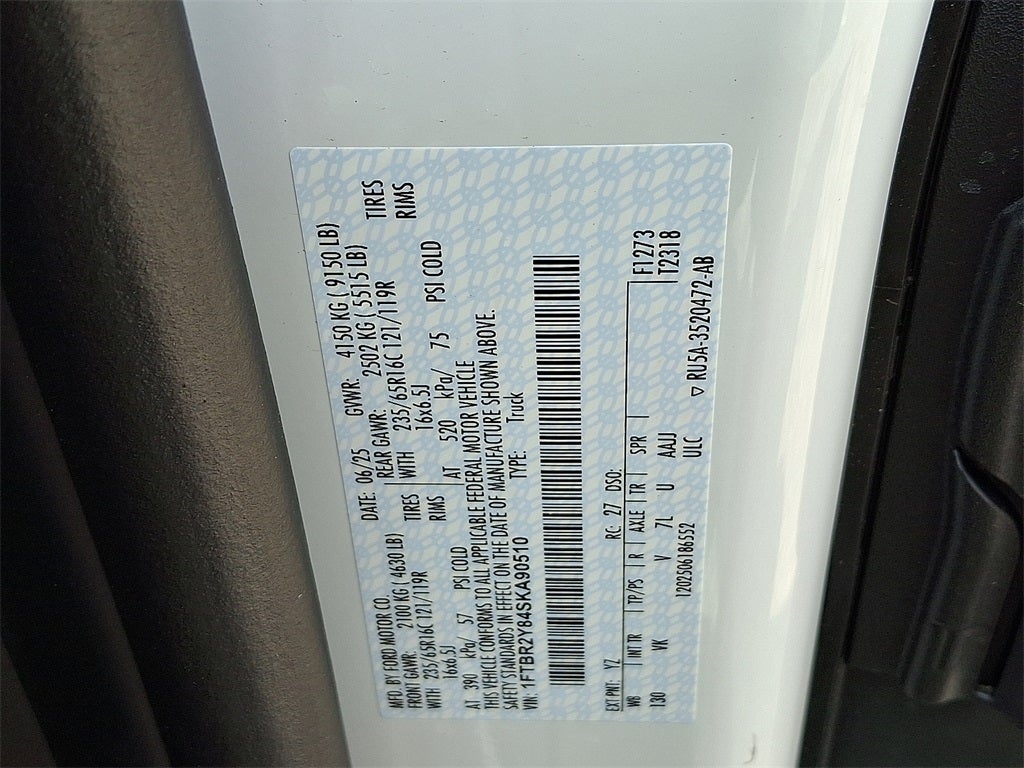 MFD. BY FORD MOTOR CO.
DATE: 06/25 GVWR: 4150 KG ( 9150 LB)
FRONT GAWR: 2100 KG ( 4630 LB) REAR GAWR: 2502 KG ( 5515 LB)
WITH 235/65R16C 121/119R TIRES WITH 235/65R16C 121/119R TIRES
16x6.5J RIMS 16x6.5J RIMS
AT 390 kPa/ 57 PSI COLD AT 520 kPa/ 75 PSI COLD
THIS VEHICLE CONFORMS TO ALL APPLICABLE FEDERAL MOTOR VEHICLE
SAFETY STANDARDS IN EFFECT ON THE DATE OF MANUFACTURE SHOWN ABOVE.
VIN: 1FTBR2Y84SKA90510 TYPE: Truck
EXT PNT: YZ RC: 27 DSO:
WB INT TR TP/PS R AXLE TR SPR F1273
130 VK V 7L U AAJJ T2318
1202506186552 ULC
RU5A-3520472-AB